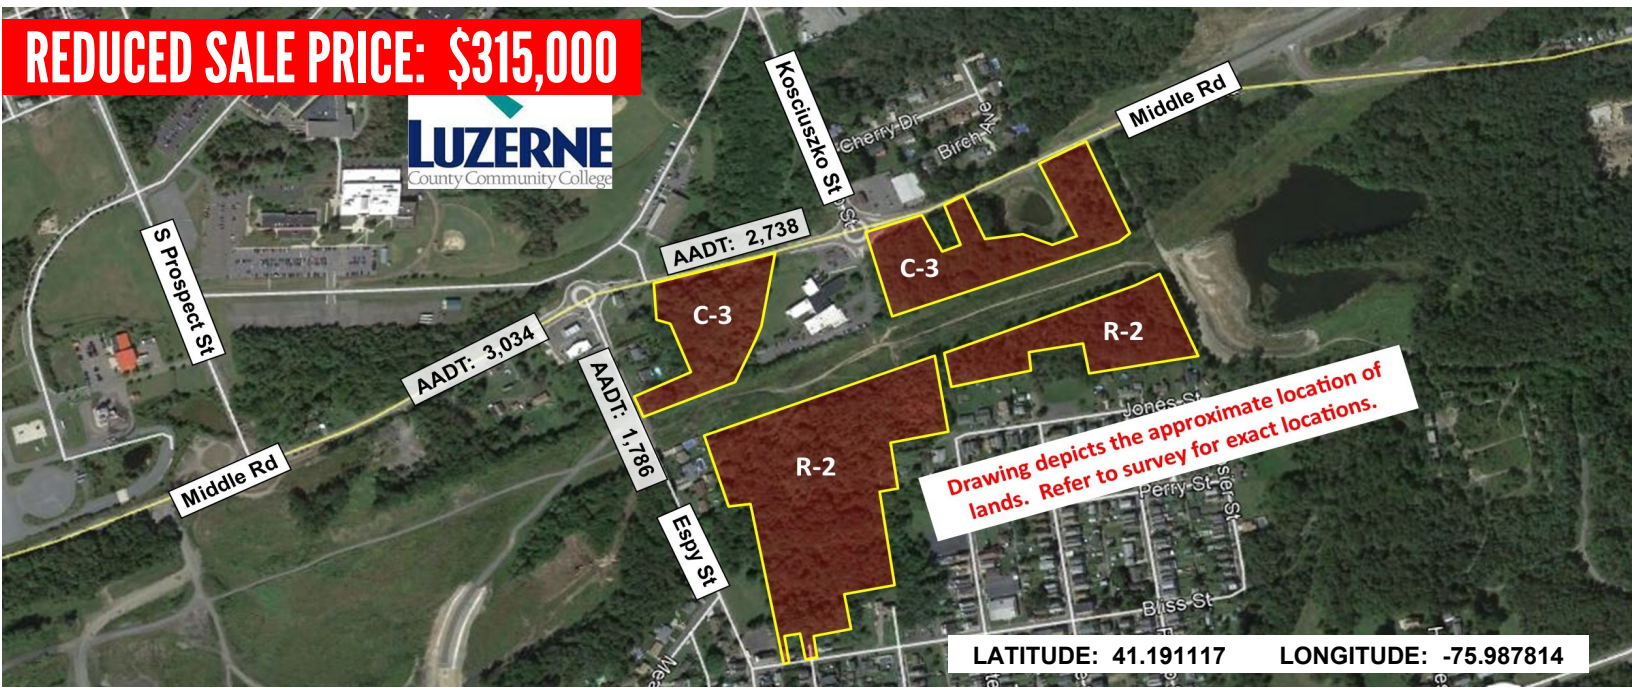 REDUCED SALE PRICE: $315,000
LUZERNE
County Community College
Kosciuszko St
Cherry Dr
Birch Ave
Middle Rd
St
S Prospect St
AADT: 2,738
C-3
C-3
R-2
AADT: 3,034
AADT: 1,786
Drawing depicts the approximate location of
lands. Refer to survey for exact locations.
Jones St
R-2
Middle Rd
Perry St
Espy St
Bliss St
LATITUDE: 41.191117 LONGITUDE: -75.987814